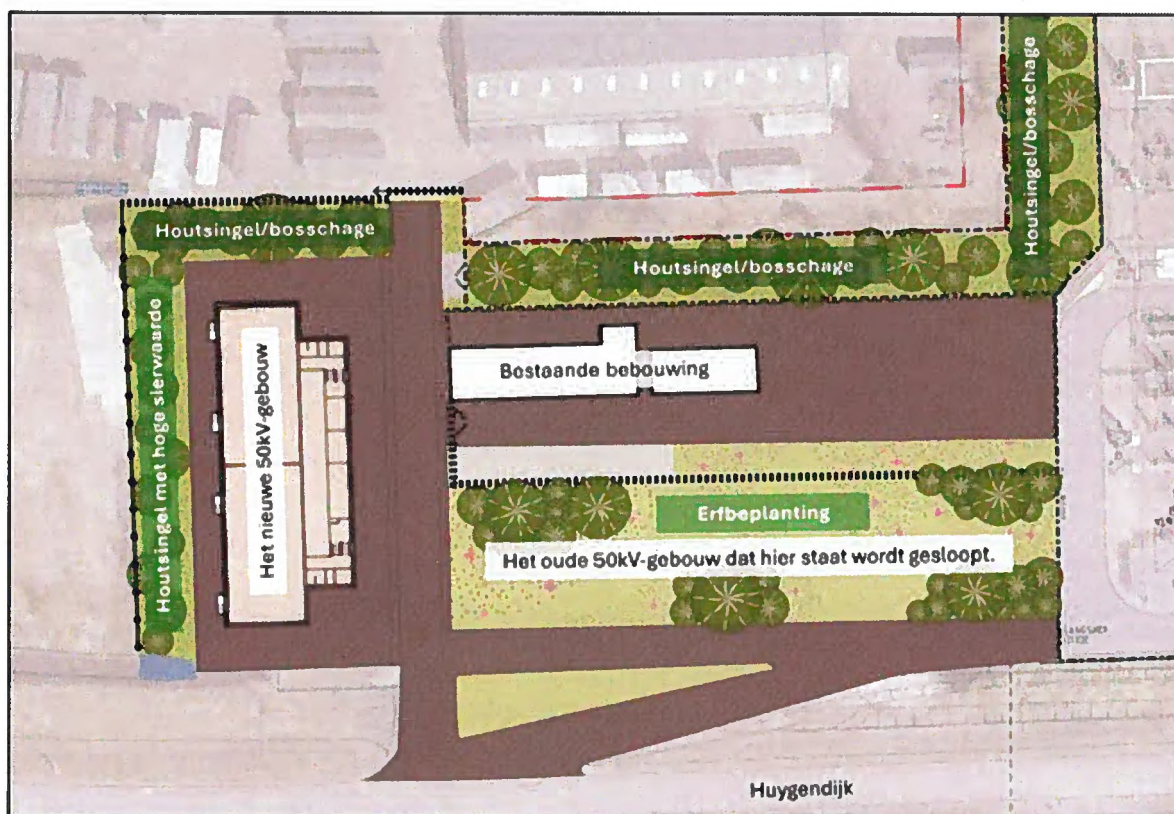 Houtsingel/bosschage
Houtsingel/bosschage
Houtsingel/bosschage
Houtsingel met hoge sierwaarde
Het nieuwe 50kV-gebouw
Bestaande bebouwing
Erfbeplanting
Het oude 50kV-gebouw dat hier staat wordt gesloopt.
Huygendijk